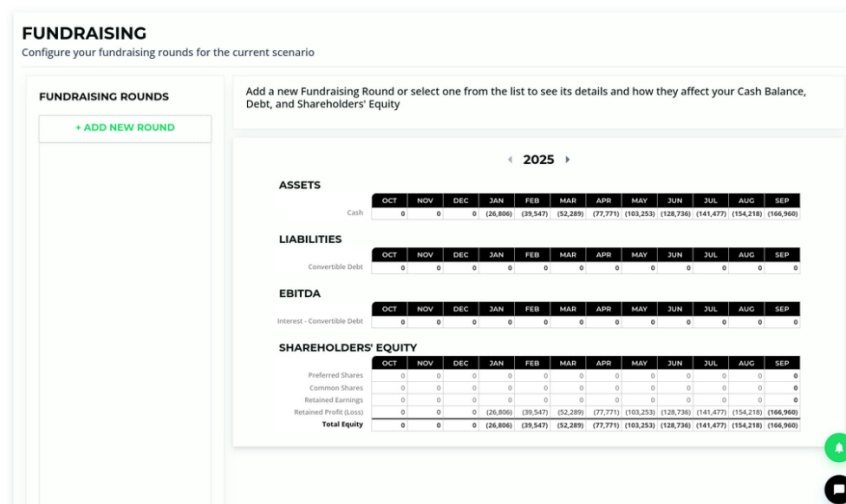 FUNDRAISING
Configure your fundraising rounds for the current scenario
FUNDRAISING ROUNDS
+ ADD NEW ROUND
Add a new Fundraising Round or select one from the list to see its details and how they affect your Cash Balance,
Debt, and Shareholders' Equity
2025
ASSETS
OCT NOV DEC JAN FEB MAR APR MAY JUN JUL AUG SEP
Cash 0 0 0 (26,806) (39,547) (52,289) (77,771) (103,253) (128,736) (141,477) (154,218) (166,960)
LIABILITIES
OCT NOV DEC JAN FEB MAR APR MAY JUN JUL AUG SEP
Convertible Debt 0 0 0 0 0 0 0 0 0 0 0 0
EBITDA
OCT NOV DEC JAN FEB MAR APR MAY JUN JUL AUG SEP
Interest - Convertible Debt 0 0 0 0 0 0 0 0 0 0 0 0
SHAREHOLDERS' EQUITY
OCT NOV DEC JAN FEB MAR APR MAY JUN JUL AUG SEP
Preferred Shares 0 0 0 0 0 0 0 0 0 0 0 0
Common Shares 0 0 0 0 0 0 0 0 0 0 0 0
Retained Earnings 0 0 0 0 0 0 0 0 0 0 0 0
Retained Profit (Loss) 0 0 0 (26,806) (39,547) (52,289) (77,771) (103,253) (128,736) (141,477) (154,218) (166,960)
Total Equity 0 0 0 (26,806) (39,547) (52,289) (77,771) (103,253) (128,736) (141,477) (154,218) (166,960)